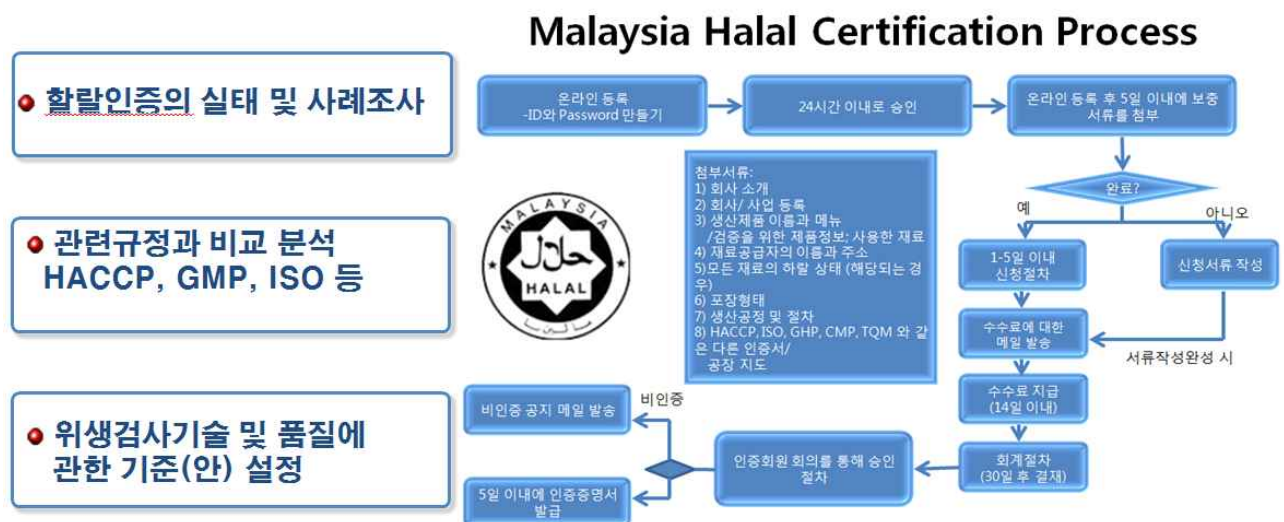 Malaysia Halal Certification Process
• 할랄인증의 실태 및 사례조사
• 관련규정과 비교 분석
HACCP, GMP, ISO 등
• 위생검사기술 및 품질에
관한 기준(안) 설정
온라인 등록
-ID와 Password 만들기
24시간 이내로 승인
온라인 등록 후 5일 이내에 보충
서류를 첨부
완료?
예
아니오
1-5일 이내
신청절차
신청서류 작성
수수료에 대한
메일 발송
서류작성완성 시
수수료 지급
(14일 이내)
회계절차
(30일 후 결재)
인증회원 회의를 통해 승인
절차
비인증
비인증 공지 메일 발송
5일 이내에 인증증명서
발급
첨부서류:
1) 회사 소개
2) 회사/ 사업 등록
3) 생산제품 이름과 메뉴
/검증을 위한 제품정보; 사용한 재료
4) 재료공급자의 이름과 주소
5)모든 재료의 하랄 상태 (해당되는 경
우)
6) 포장형태
7) 생산공정 및 절차
8) HACCP, ISO, GHP, CMP, TQM 와 같
은 다른 인증서/
공장 지도
MALAYSIA
حلال
HALAL